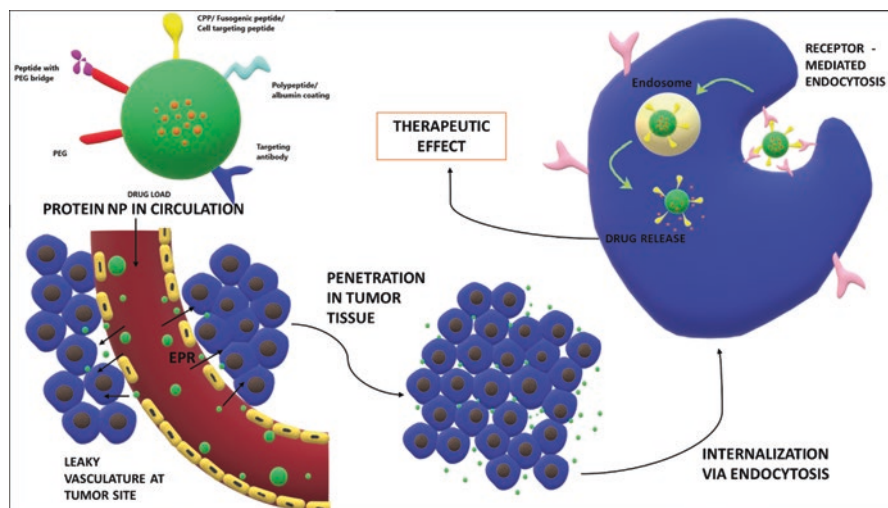 CPP/ Fusogenic peptide/
Cell targeting peptide
Peptide with
PEG bridge
Polypeptide/
albumin coating
PEG
Targeting
antibody
DRUG LOAD
PROTEIN NP IN CIRCULATION
EPR
LEAKY
VASCULATURE AT
TUMOR SITE
PENETRATION
IN TUMOR
TISSUE
INTERNALIZATION
VIA ENDOCYTOSIS
RECEPTOR -
MEDIATED
ENDOCYTOSIS
Endosome
DRUG RELEASE
THERAPEUTIC
EFFECT